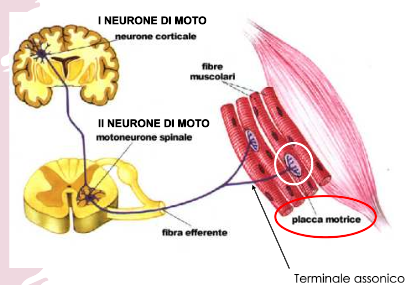 I NEURONE DI MOTO
neurone corticale
fibre
muscolari
II NEURONE DI MOTO
motoneurone spinale
placca motrice
fibra efferente
Terminale assonico